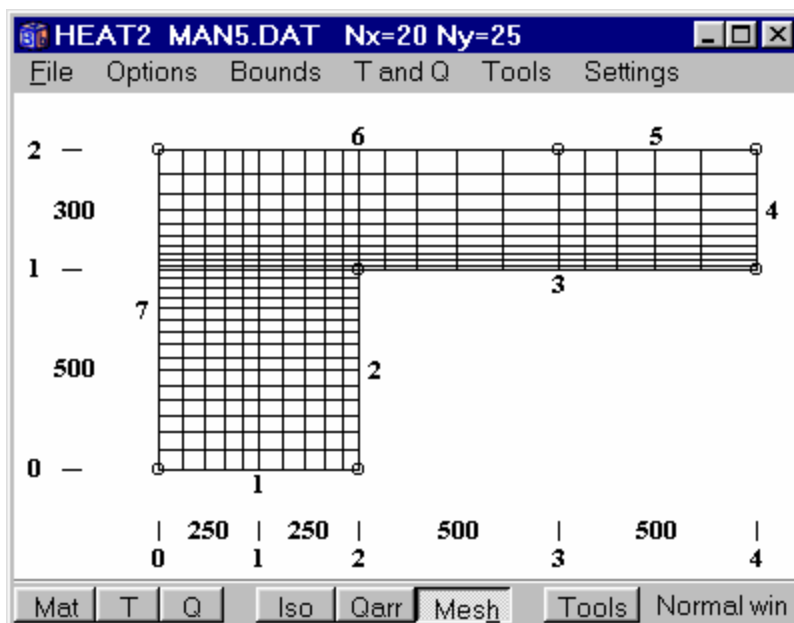 HEAT2 MAN5.DAT Nx=20 Ny=25
File Options Bounds T and Q Tools Settings
6 5
2
300 4
1
3
7
500 2
0
1
250 250 500 500
0 1 2 3 4
Mat T Q Iso Qarr Mesh Tools Normal win